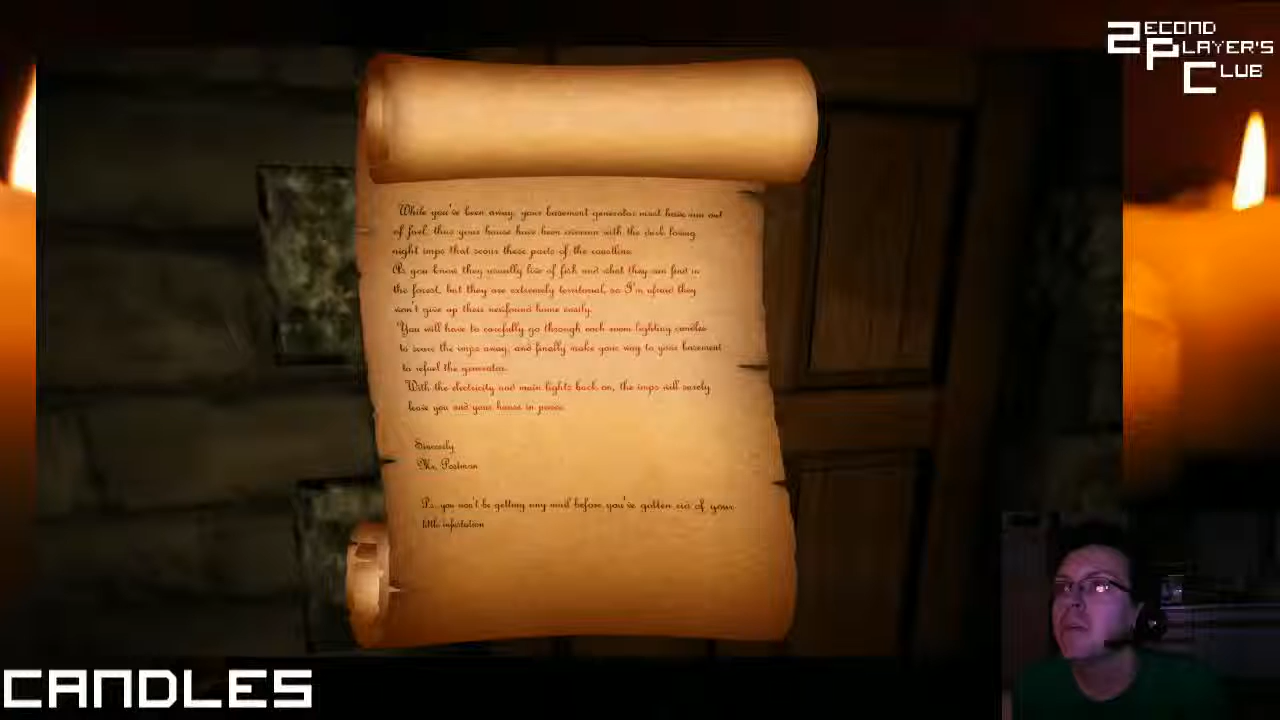 2ECOND
PLAYER'S
CLUB
While you've been away, your basement generator must have run out
of fuel, thus your house have been overrun with the dark loving
night imps that scour these parts of the coastline.
As you know they usually live of fish and what they can find in
the forest, but they are extremely territorial, so I'm afraid they
won't give up their newfound home easily.
You will have to carefully go through each room lighting candles
to scare the imps away, and finally make your way to your basement
to refuel the generator.
With the electricity and main lights back on, the imps will surely
leave you and your house in peace.
Sincerily
Mr. Postman
Ps. you won't be getting any mail before you've gotten rid of your
little infestation
CANDLES